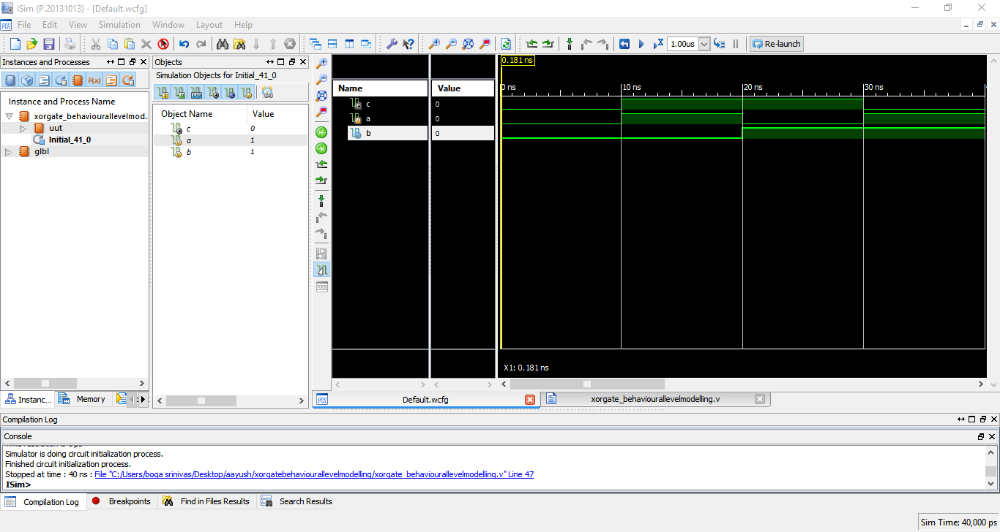 ISim (P.20131013) - [Default.wcfg]
File Edit View Simulation Window Layout Help
1.00us Re-launch
Instances and Processes
Instance and Process Name
xorgate_behaviourallevelmod.
uut
Initial_41_0
glbl
Instanc... Memory
Objects
Simulation Objects for Initial_41_0
Object Name Value
c 0
a 1
b 1
Name Value
c 0
a 0
b 0
0.181 ns
0 ns 10 ns 20 ns 30 ns
X1: 0.181 ns
Default.wcfg xorgate_behaviourallevelmodelling.v
Compilation Log
Console
Simulator is doing circuit initialization process.
Finished circuit initialization process.
Stopped at time : 40 ns : File "C:/Users/boga srinivas/Desktop/aayush/xorgatebehaviourallevelmodelling/xorgate_behaviourallevelmodelling.v" Line 47
ISim>
Compilation Log Breakpoints Find in Files Results Search Results
Sim Time: 40,000 ps